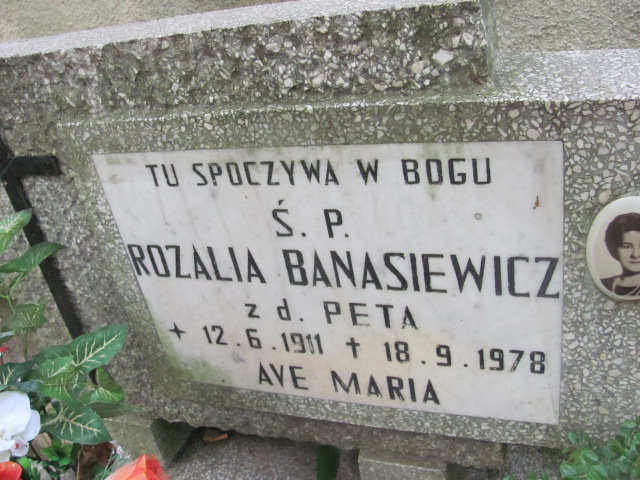 TU SPOCZYWA W BOGU
Ś. P.
ROZALIA BANASIEWICZ
z d. PETA
✦ 12.6.1911 ✝ 18.9.1978
AVE MARIA